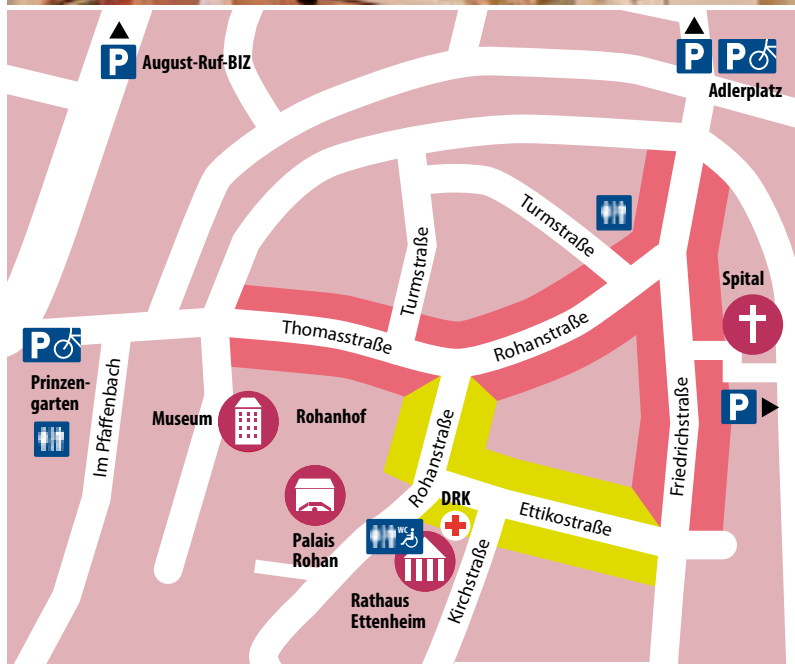 P
August-Ruf-BIZ
P
P
Adlerplatz
Turmstraße
Turmstraße
Spital
Thomasstraße
Rohanstraße
P
Prinzen-
garten
Im Pfaffenbach
Museum
Rohanhof
Rohanstraße
Friedrichstraße
P
DRK
Ettikostraße
Palais
Rohan
WC
Kirchstraße
Rathaus
Ettenheim